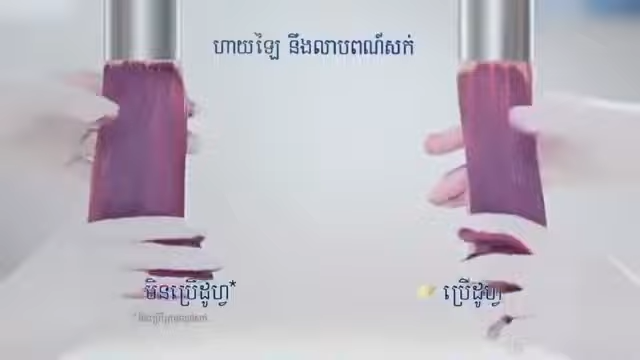 ហាយឡៃ នឹងលាបពណ៍សក់
មិនប្រើដូហ្វ*
ប្រើដូហ្វ